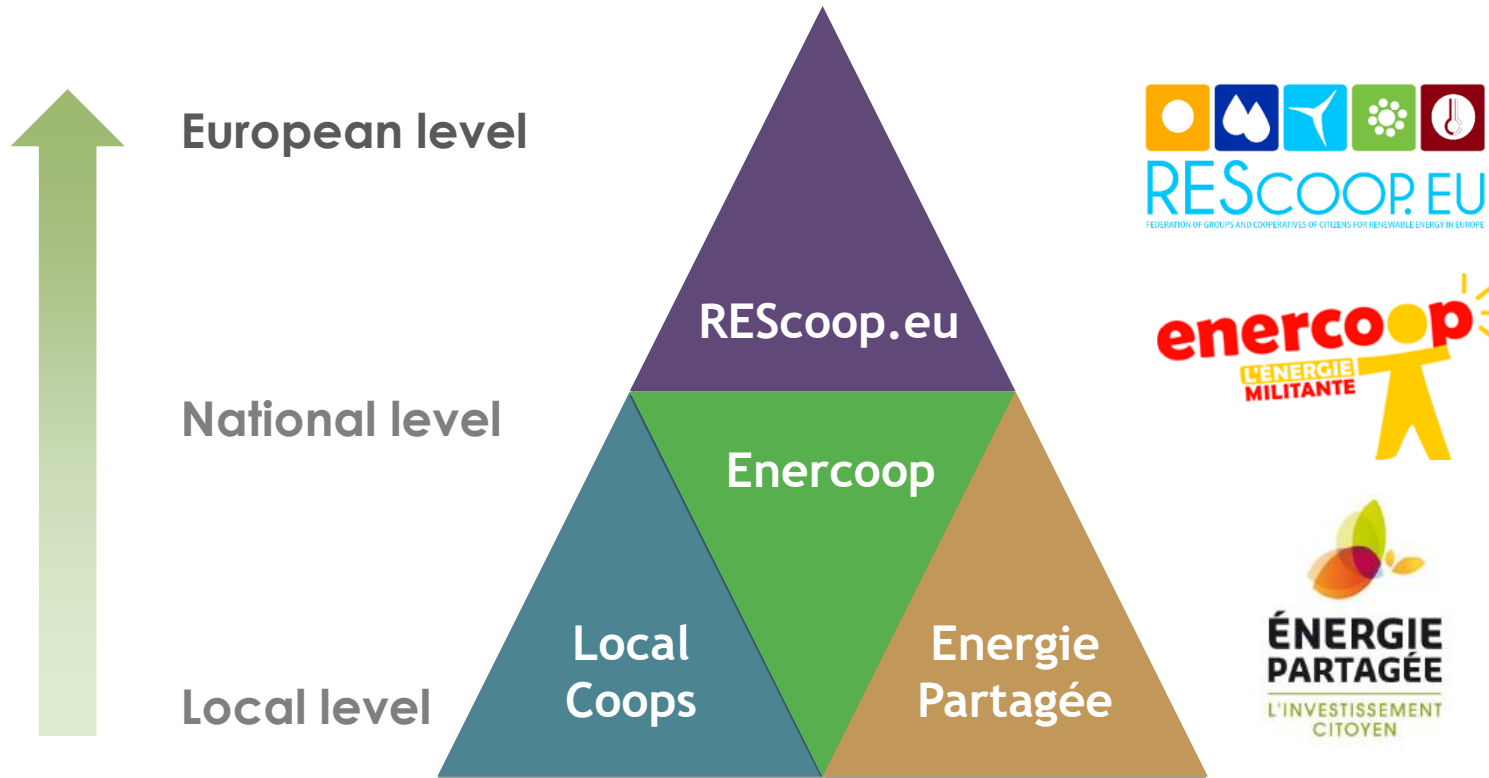 European level
National level
Local level
REScoop.eu
Enercoop
Local
Coops
Energie
Partagée
RESCOOP.EU
FEDERATION OF GROUPS AND COOPERATIVES OF CITIZENS FOR RENEWABLE ENERGY IN EUROPE
enercoop
L'ÉNERGIE
MILITANTE
ÉNERGIE
PARTAGÉE
L'INVESTISSEMENT
CITOYEN